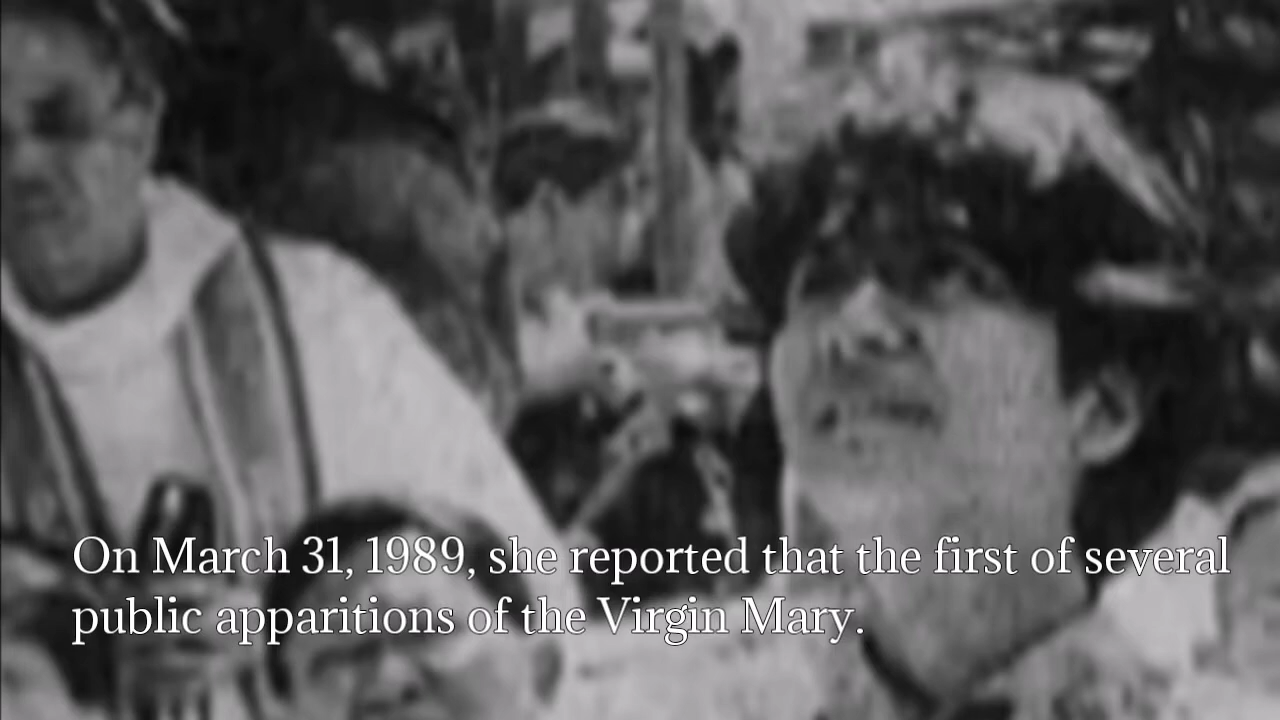 On March 31, 1989, she reported that the first of several
public apparitions of the Virgin Mary.